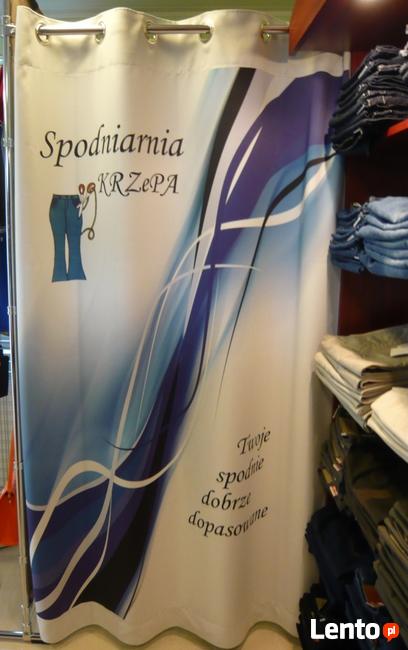 Spodniarnia
KRZePA
Twoje
spodnie
dobrze
dopasowane
Lento.pl